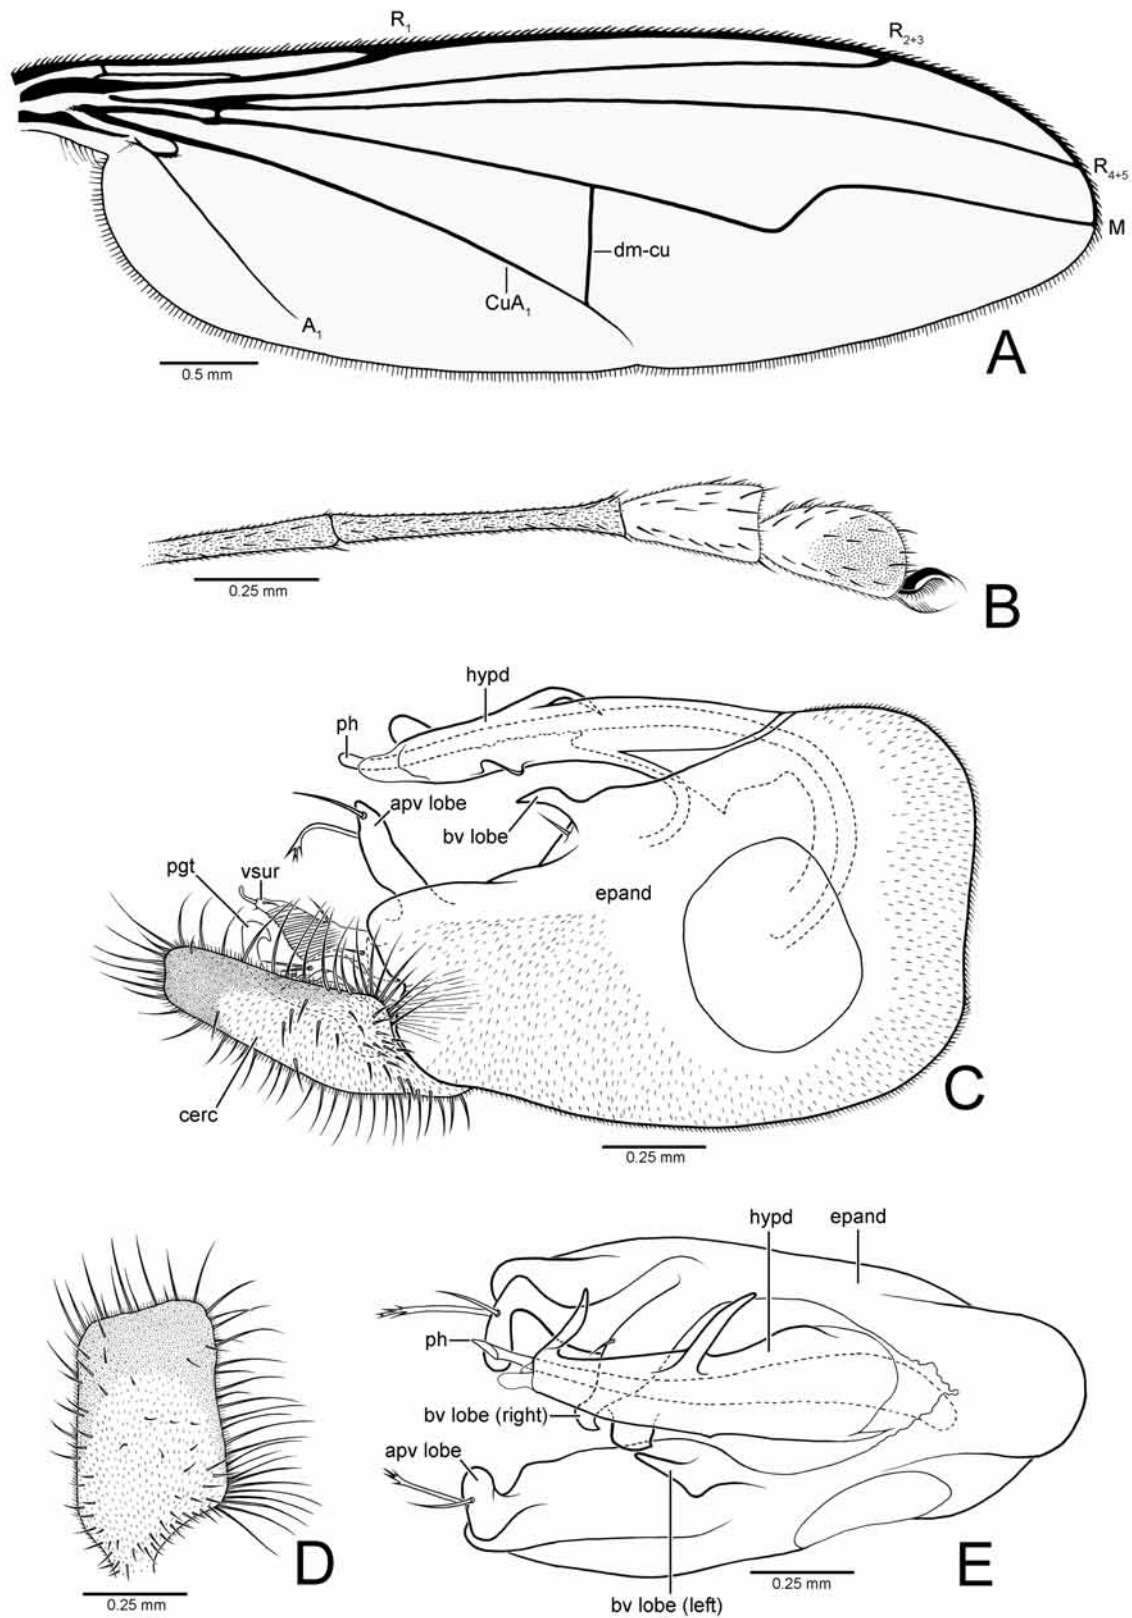 R1
R2+3
R4+5
M
dm-cu
CuA1
A1
0.5 mm
A
0.25 mm
B
hypd
ph
apv lobe
bv lobe
pgt
vsur
epand
cerc
C
0.25 mm
hypd
epand
ph
bv lobe (right)
apv lobe
D
E
0.25 mm
0.25 mm
bv lobe (left)